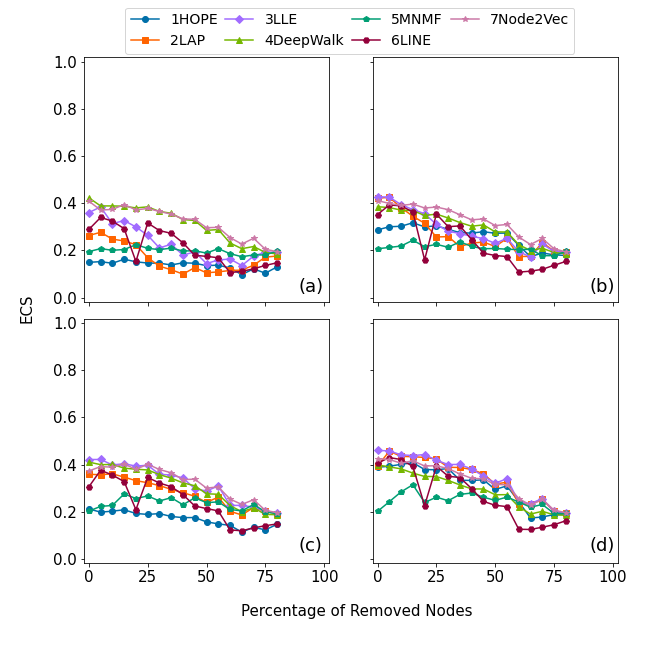 1HOPE 3LLE 5MNMF 7Node2Vec
2LAP 4DeepWalk 6LINE
1.0
0.8
0.6
0.4
0.2
0.0
(a) (b)
ECS
1.0
0.8
0.6
0.4
0.2
0.0
(c) (d)
0 25 50 75 100 0 25 50 75 100
Percentage of Removed Nodes